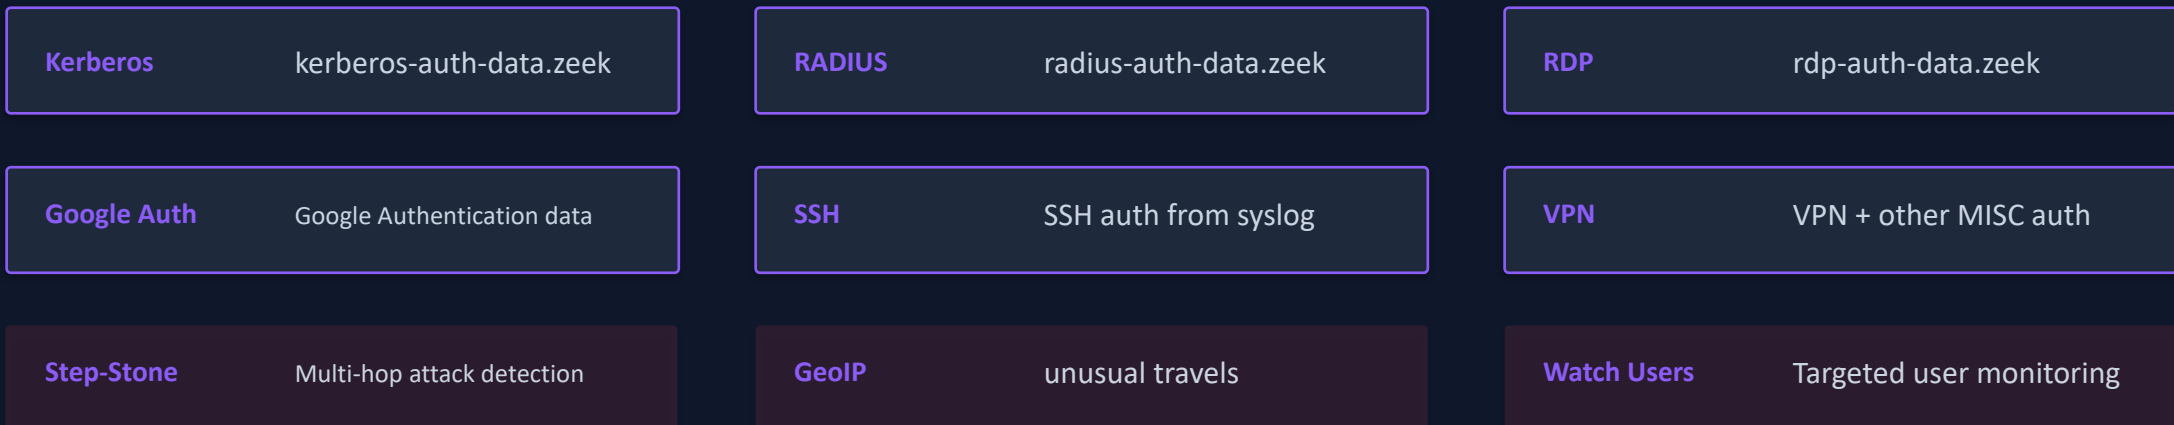 Kerberos kerberos-auth-data.zeek
RADIUS radius-auth-data.zeek
RDP rdp-auth-data.zeek
Google Auth Google Authentication data
SSH SSH auth from syslog
VPN VPN + other MISC auth
Step-Stone Multi-hop attack detection
GeoIP unusual travels
Watch Users Targeted user monitoring